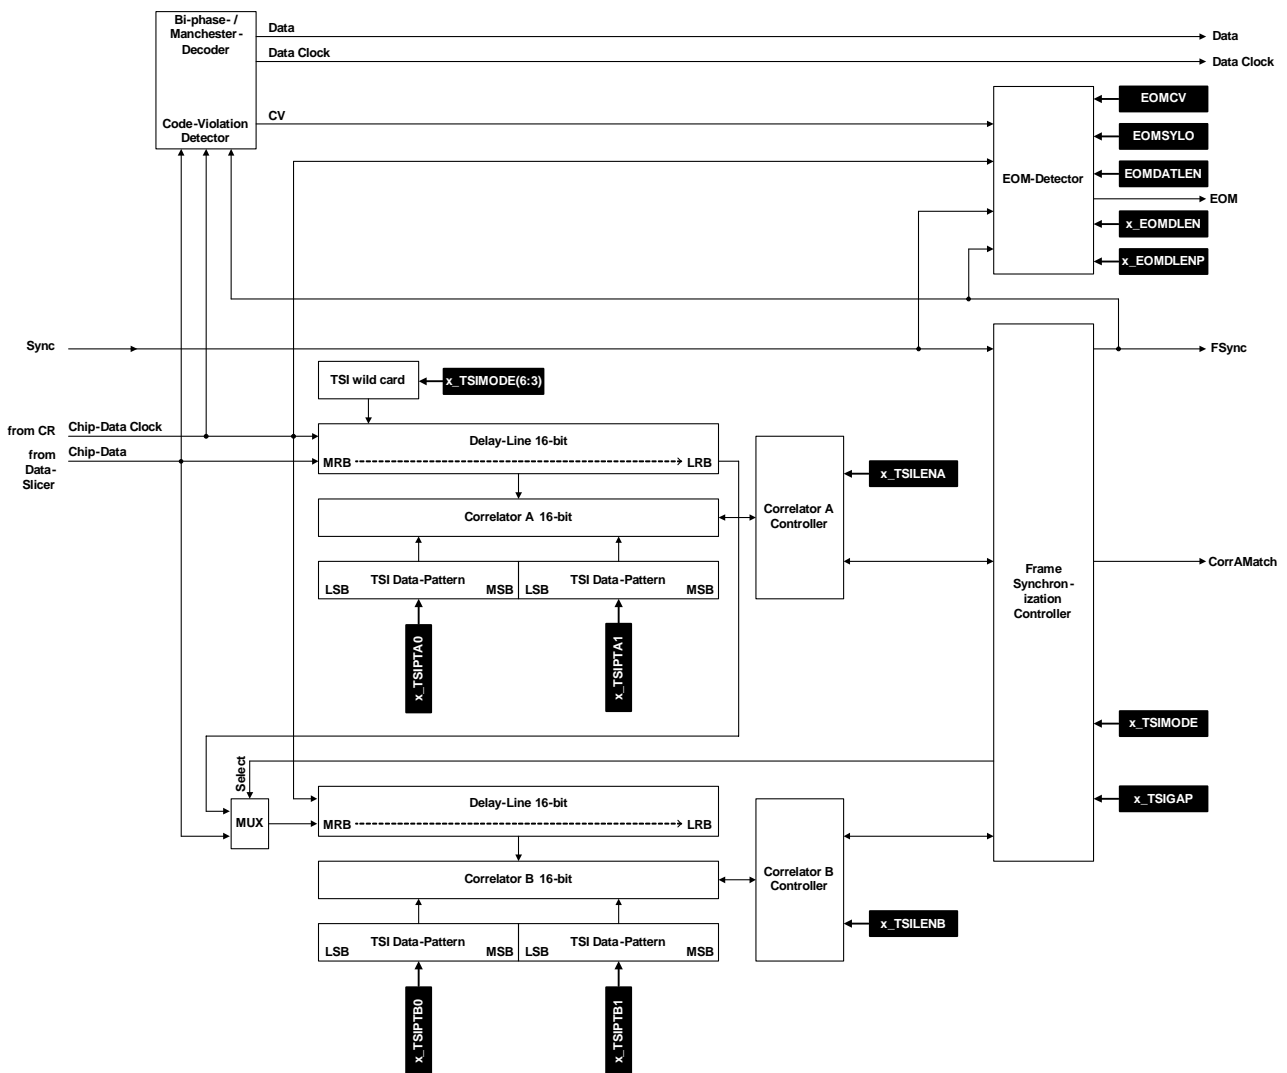 Bi-phase- /
Manchester-
Decoder
Data
Data
Data Clock
Data Clock
EOMCV
CV
Code-Violation
Detector
EOMSYLO
EOM-Detector
EOMDATLEN
EOM
x_EOMDLEN
x_EOMDLENP
Sync
FSync
TSI wild card
x_TSIMODE(6:3)
from CR
Chip-Data Clock
Delay-Line 16-bit
from
Data-
Slicer
Chip-Data
MRB
LRB
x_TSILENA
Correlator A
Controller
Correlator A 16-bit
Frame
Synchron-
ization
Controller
CorrAMatch
TSI Data-Pattern
LSB
MSB
TSI Data-Pattern
LSB
MSB
x_TSIPTA0
x_TSIPTA1
x_TSIMODE
Select
x_TSIGAP
MUX
Delay-Line 16-bit
MRB
LRB
Correlator B
Controller
Correlator B 16-bit
x_TSILENB
TSI Data-Pattern
LSB
MSB
TSI Data-Pattern
LSB
MSB
x_TSIPTB0
x_TSIPTB1